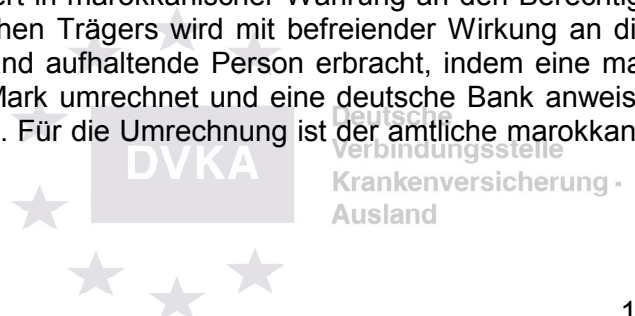 ert in marokkanischer Währung an den Berechtig
hen Trägers wird mit befreiender Wirkung an di
nd aufhaltende Person erbracht, indem eine ma
Mark umrechnet und eine deutsche Bank anweis
. Für die Umrechnung ist der amtliche marokkan
DVKA
Deutsche
Verbindungsstelle
Krankenversicherung -
Ausland
1